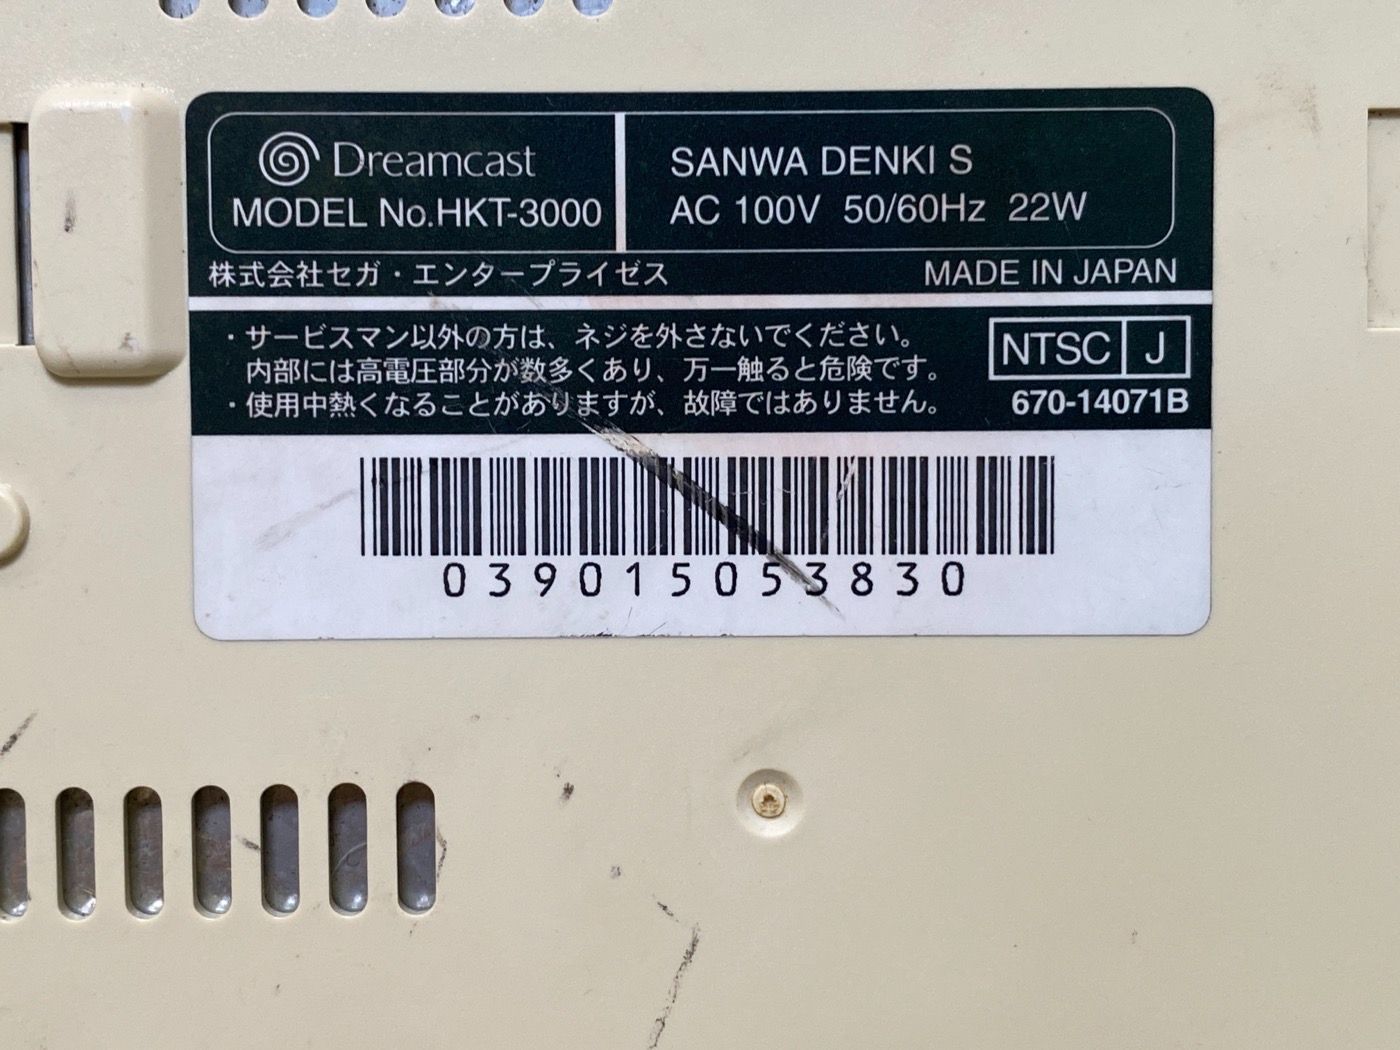 Dreamcast
MODEL No.HKT-3000
SANWA DENKI S
AC 100V 50/60Hz 22W
株式会社セガ・エンタープライゼス
MADE IN JAPAN
・サービスマン以外の方は、ネジを外さないでください。
内部には高電圧部分が数多くあり、万一触ると危険です。
・使用中熱くなることがありますが、故障ではありません。
NTSC J
670-14071B
039015053830